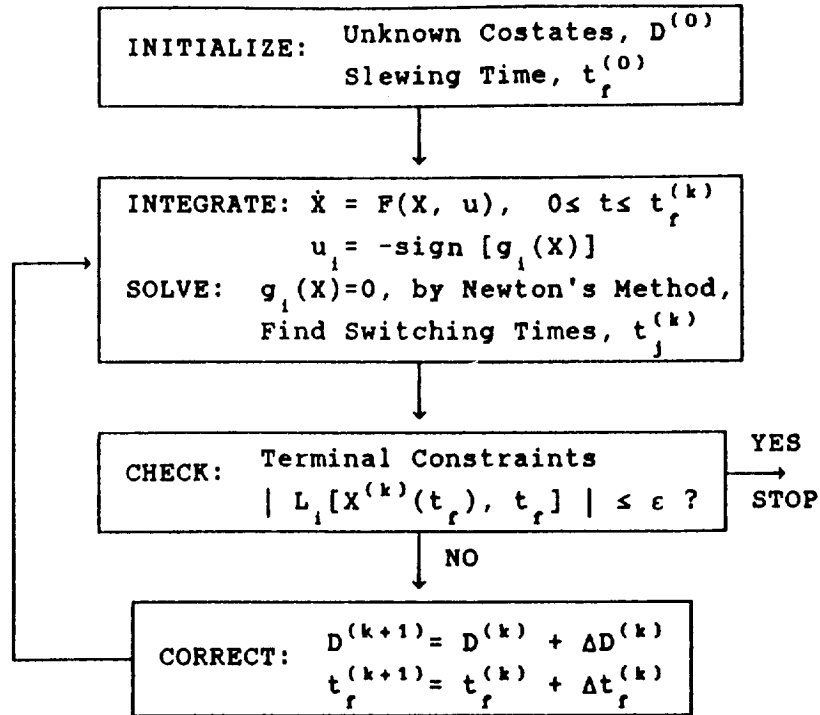 INITIALIZE: Unknown Costates, D^(0)
Slewing Time, t_f^(0)
INTEGRATE: Ẋ = F(X, u), 0≤ t≤ t_f^(k)
u_i = -sign [g_i(X)]
SOLVE: g_i(X)=0, by Newton's Method,
Find Switching Times, t_j^(k)
CHECK: Terminal Constraints
| L_i[X^(k)(t_f), t_f] | ≤ ε ?
YES
STOP
NO
CORRECT: D^(k+1)= D^(k) + ΔD^(k)
t_f^(k+1)= t_f^(k) + Δt_f^(k)